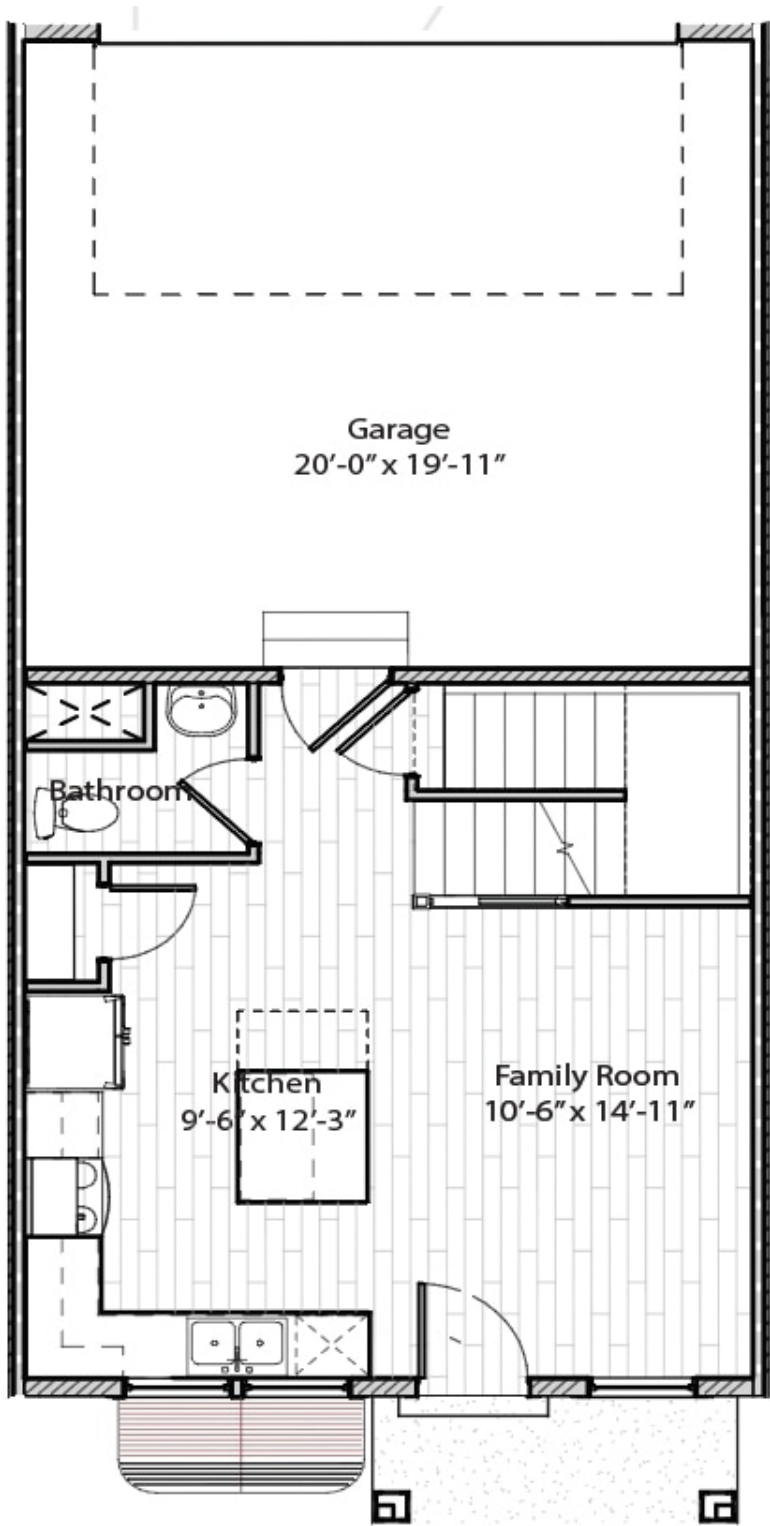 Garage
20'-0" x 19'-11"
Bathroom
Kitchen
9'-6" x 12'-3"
Family Room
10'-6" x 14'-11"